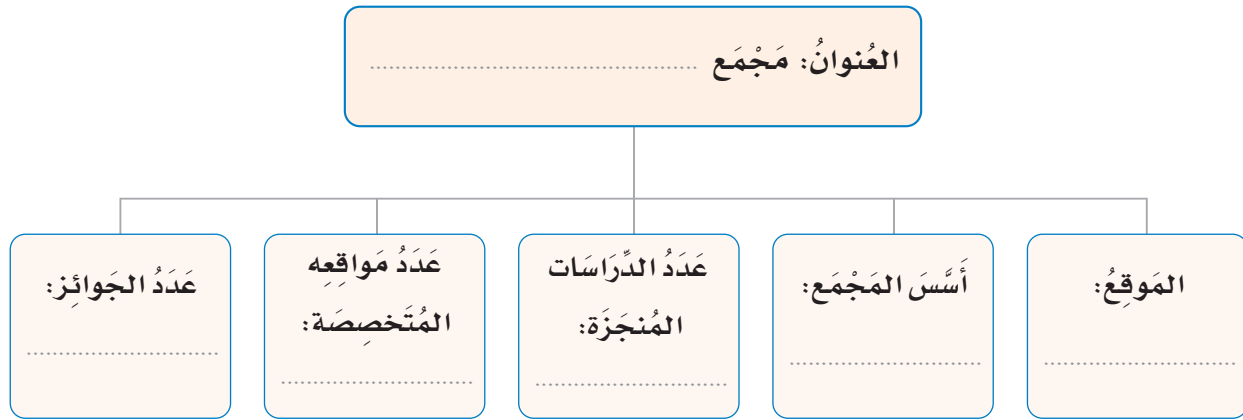 العُنوانُ: مَجْمَع ................................................
المَوقِعُ:
............................
أَسَّسَ المَجْمَع:
............................
عَدَدُ الدِّرَاسَات
المُنجَزَة:
............................
عَدَدُ مَواقِعِه
المُتَخصِصَة:
............................
عَدَدُ الجَوائِز:
............................